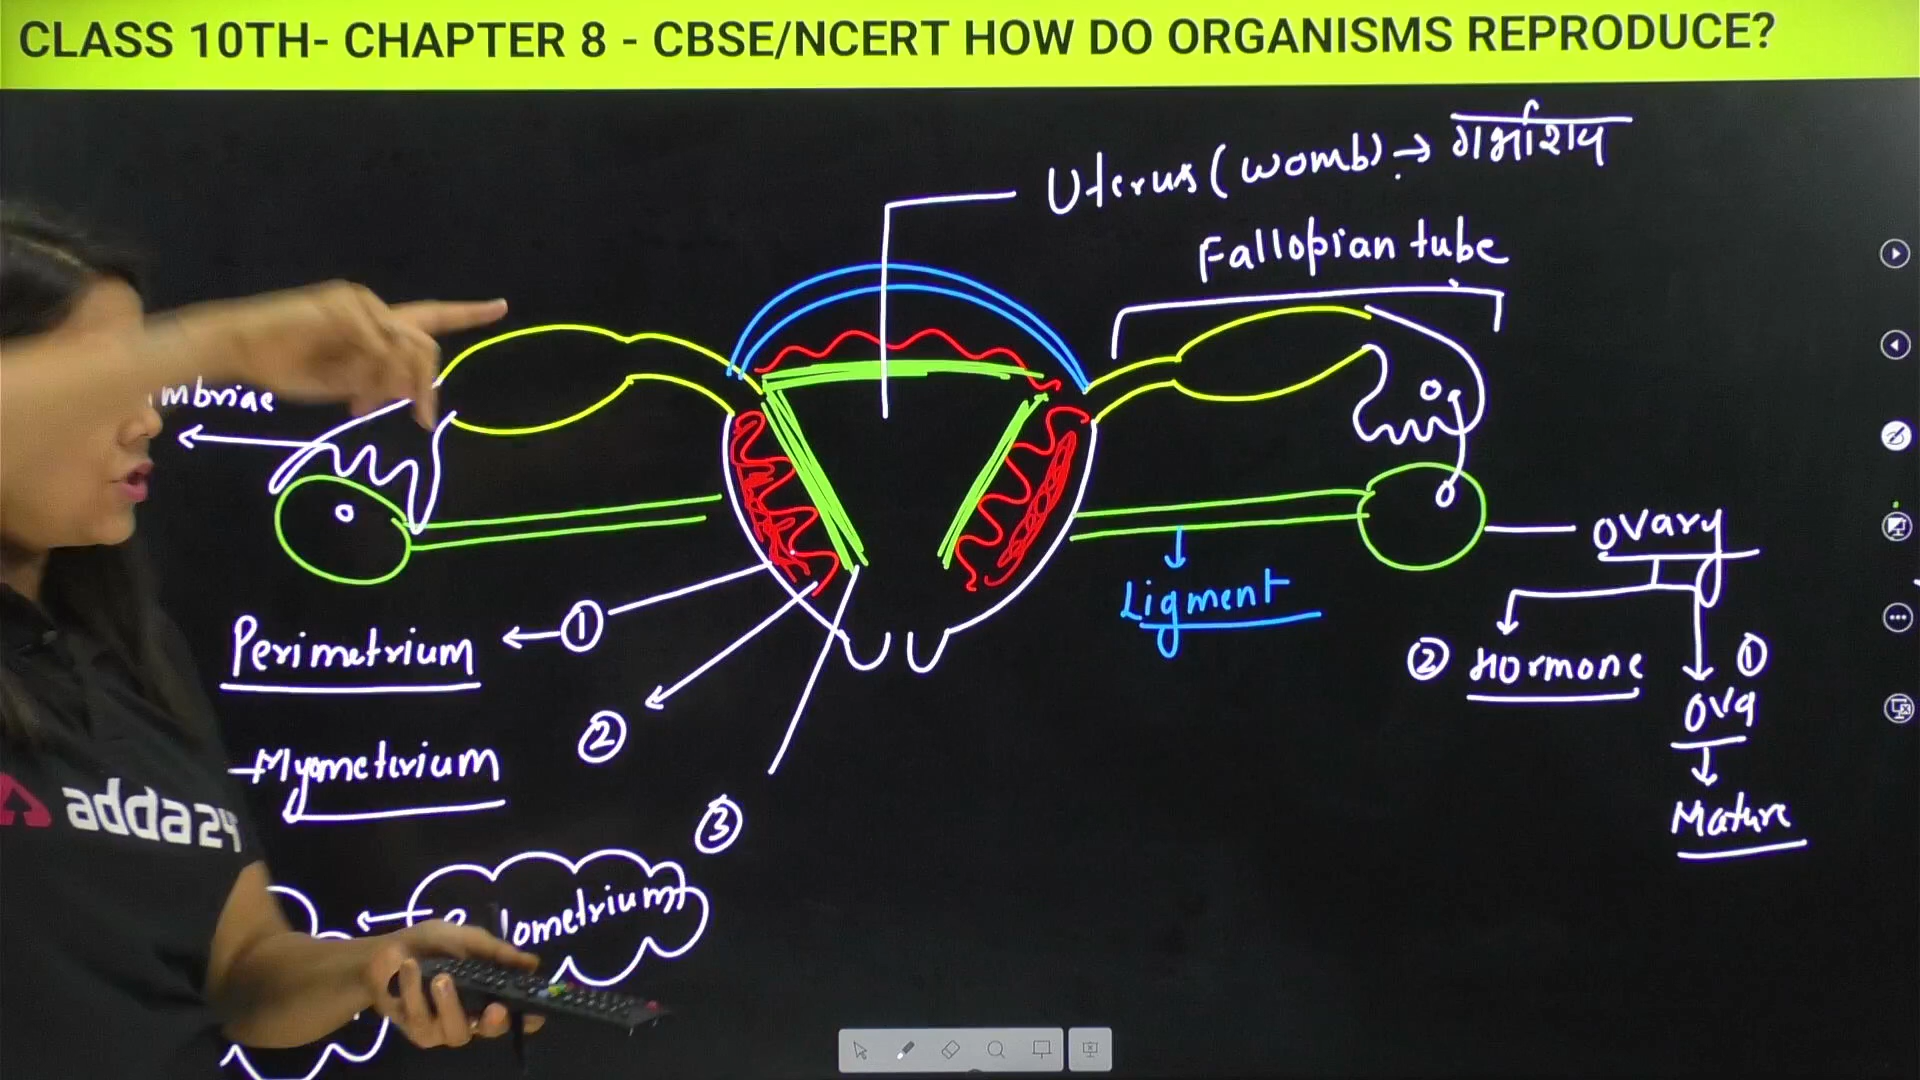 CLASS 10TH- CHAPTER 8 - CBSE/NCERT HOW DO ORGANISMS REPRODUCE?
Uterus (womb) → गर्भाशय
Fallopian tube
mbriae
Ovary
Ligment
① 
Perimetrium
② Hormone
①
Ova
②
Myometrium
Mature
adda24
③
ometrium